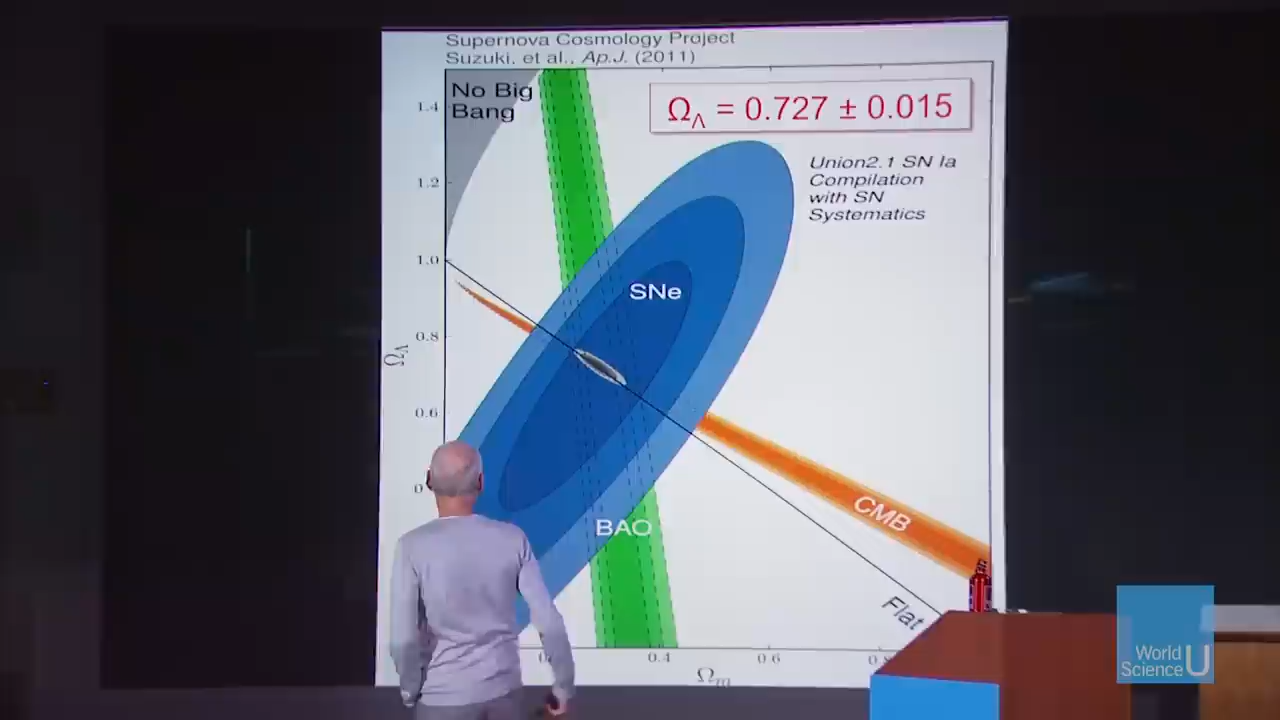 Supernova Cosmology Project
Suzuki, et al., Ap.J. (2011)
No Big
Bang
Ω_Λ = 0.727 ± 0.015
Union2.1 SN Ia
Compilation
with SN
Systematics
1.4
1.2
1.0
0.8
0.6
Ω_Λ
SNe
BAO
CMB
Flat
0.4
0.6
Ω_m
World
Science U